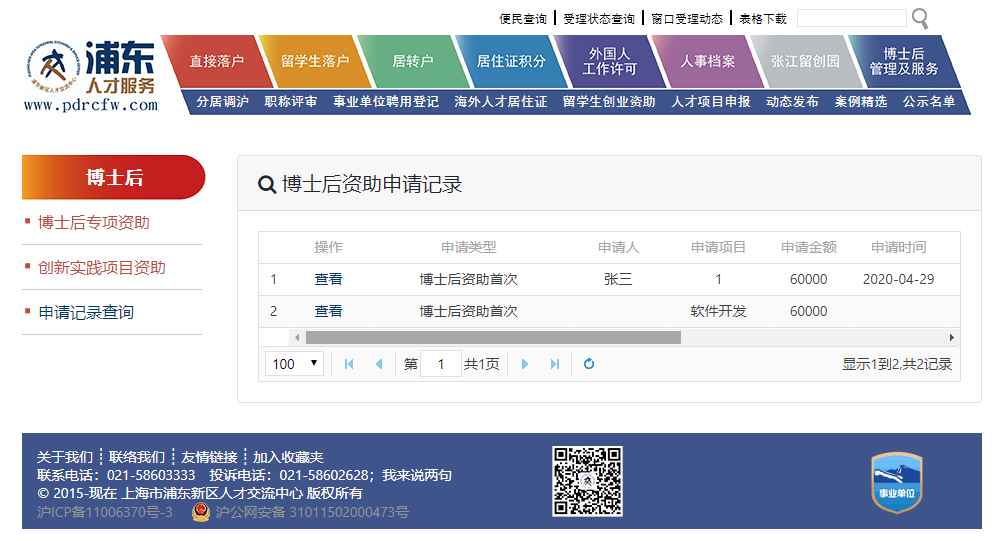 便民查询 受理状态查询 窗口受理动态 表格下载
浦东
人才服务
www.pdrcfw.com
直接落户 留学生落户 居转户 居住证积分 外国人工作许可 人事档案 张江留创园 博士后管理及服务
分居调沪 职称评审 事业单位聘用登记 海外人才居住证 留学生创业资助 人才项目申报 动态发布 案例精选 公示名单
博士后
博士后专项资助
创新实践项目资助
申请记录查询
博士后资助申请记录
操作 申请类型 申请人 申请项目 申请金额 申请时间
1 查看 博士后资助首次 张三 1 60000 2020-04-29
2 查看 博士后资助首次 软件开发 60000
100 第 1 共1页 显示1到2,共2记录
关于我们 联络我们 友情链接 加入收藏夹
联系电话：021-58603333 投诉电话：021-58602628；我来说两句
© 2015-现在 上海市浦东新区人才交流中心 版权所有
沪ICP备11006370号-3 沪公网安备 31011502000473号
事业单位